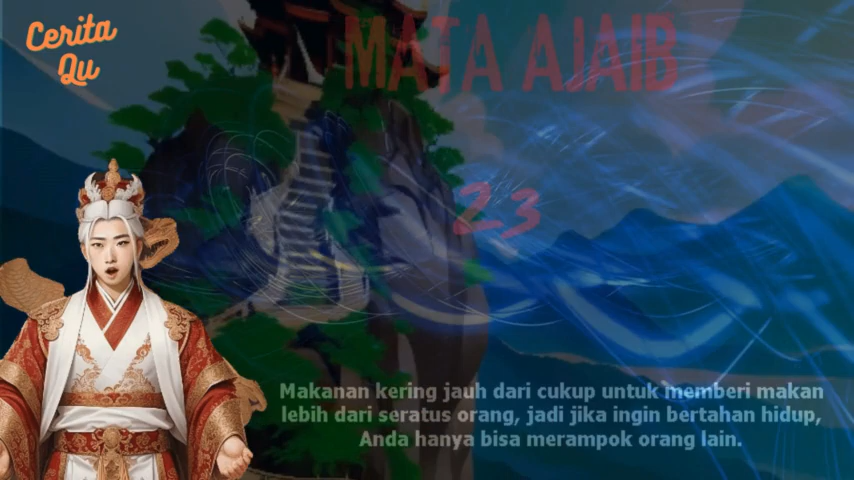 Cerita
Qu
MATA AJAIB
23
Makanan kering jauh dari cukup untuk memberi makan
lebih dari seratus orang, jadi jika ingin bertahan hidup,
Anda hanya bisa merampok orang lain.